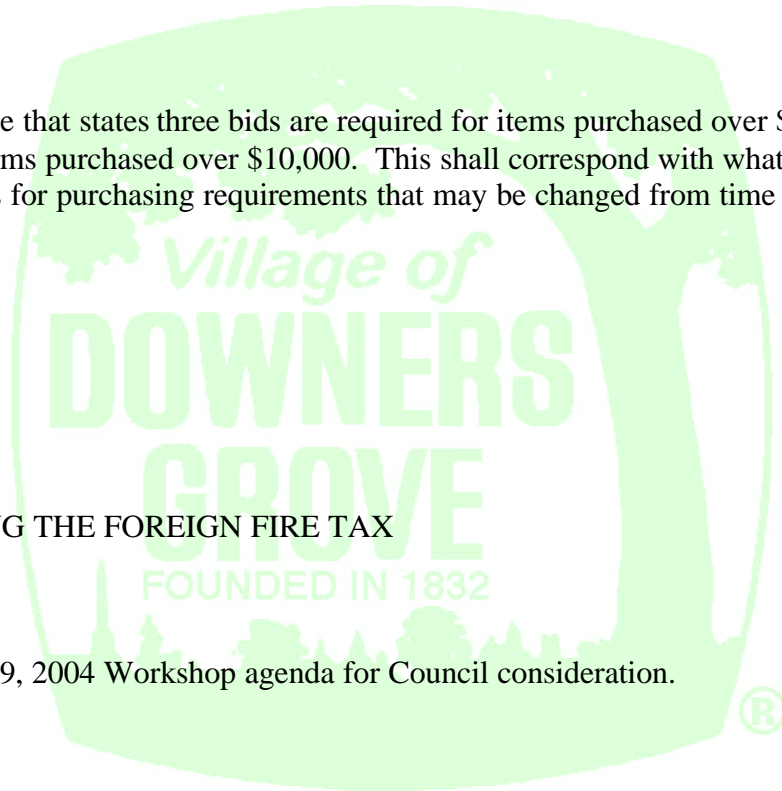 e that states three bids are required for items purchased over $
ms purchased over $10,000. This shall correspond with what
for purchasing requirements that may be changed from time
Village of
DOWNERS
GROVE
G THE FOREIGN FIRE TAX
FOUNDED IN 1832
9, 2004 Workshop agenda for Council consideration.
®